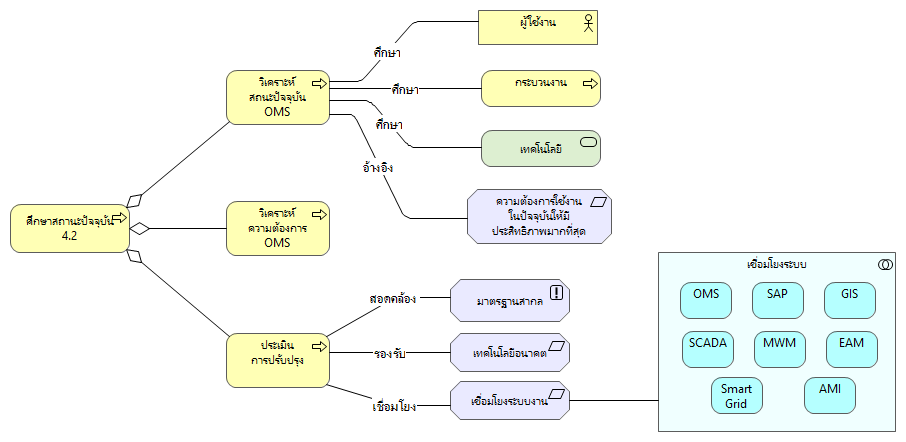 ผู้ใช้งาน
ศึกษา
วิเคราะห์
สถนะปัจจุบัน
OMS
กระบวนงาน
ศึกษา
ศึกษา
เทคโนโลยี
อ้างอิง
ความต้องการใช้งาน
ในปัจจุบันให้มี
ประสิทธิภาพมากที่สุด
ศึกษาสถานะปัจจุบัน
4.2
วิเคราะห์
ความต้องการ
OMS
เชื่อมโยงระบบ
OMS
SAP
GIS
SCADA
MWM
EAM
Smart
Grid
AMI
สอดคล้อง
มาตรฐานสากล
ประเมิน
การปรับปรุง
รองรับ
เทคโนโลยีอนาคต
เชื่อมโยง
เชื่อมโยงระบบงาน